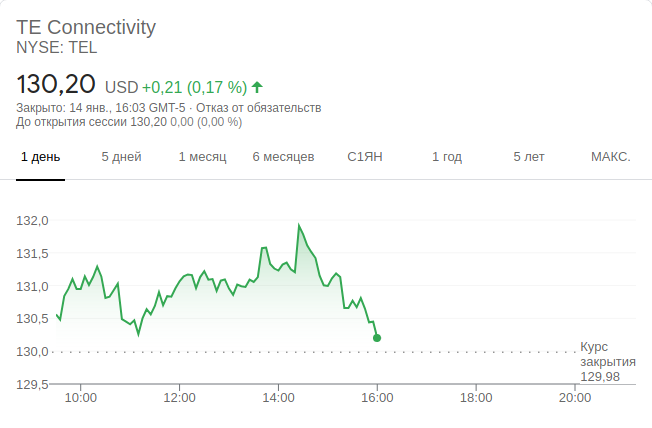 TE Connectivity
NYSE: TEL
130,20 USD +0,21 (0,17 %)
Закрыто: 14 янв., 16:03 GMT-5 · Отказ от обязательств
До открытия сессии 130,20 0,00 (0,00 %)
1 день 5 дней 1 месяц 6 месяцев С1ЯН 1 год 5 лет МАКС.
132,0
131,5
131,0
130,5
130,0
129,5
Курс
закрытия
129,98
10:00 12:00 14:00 16:00 18:00 20:00